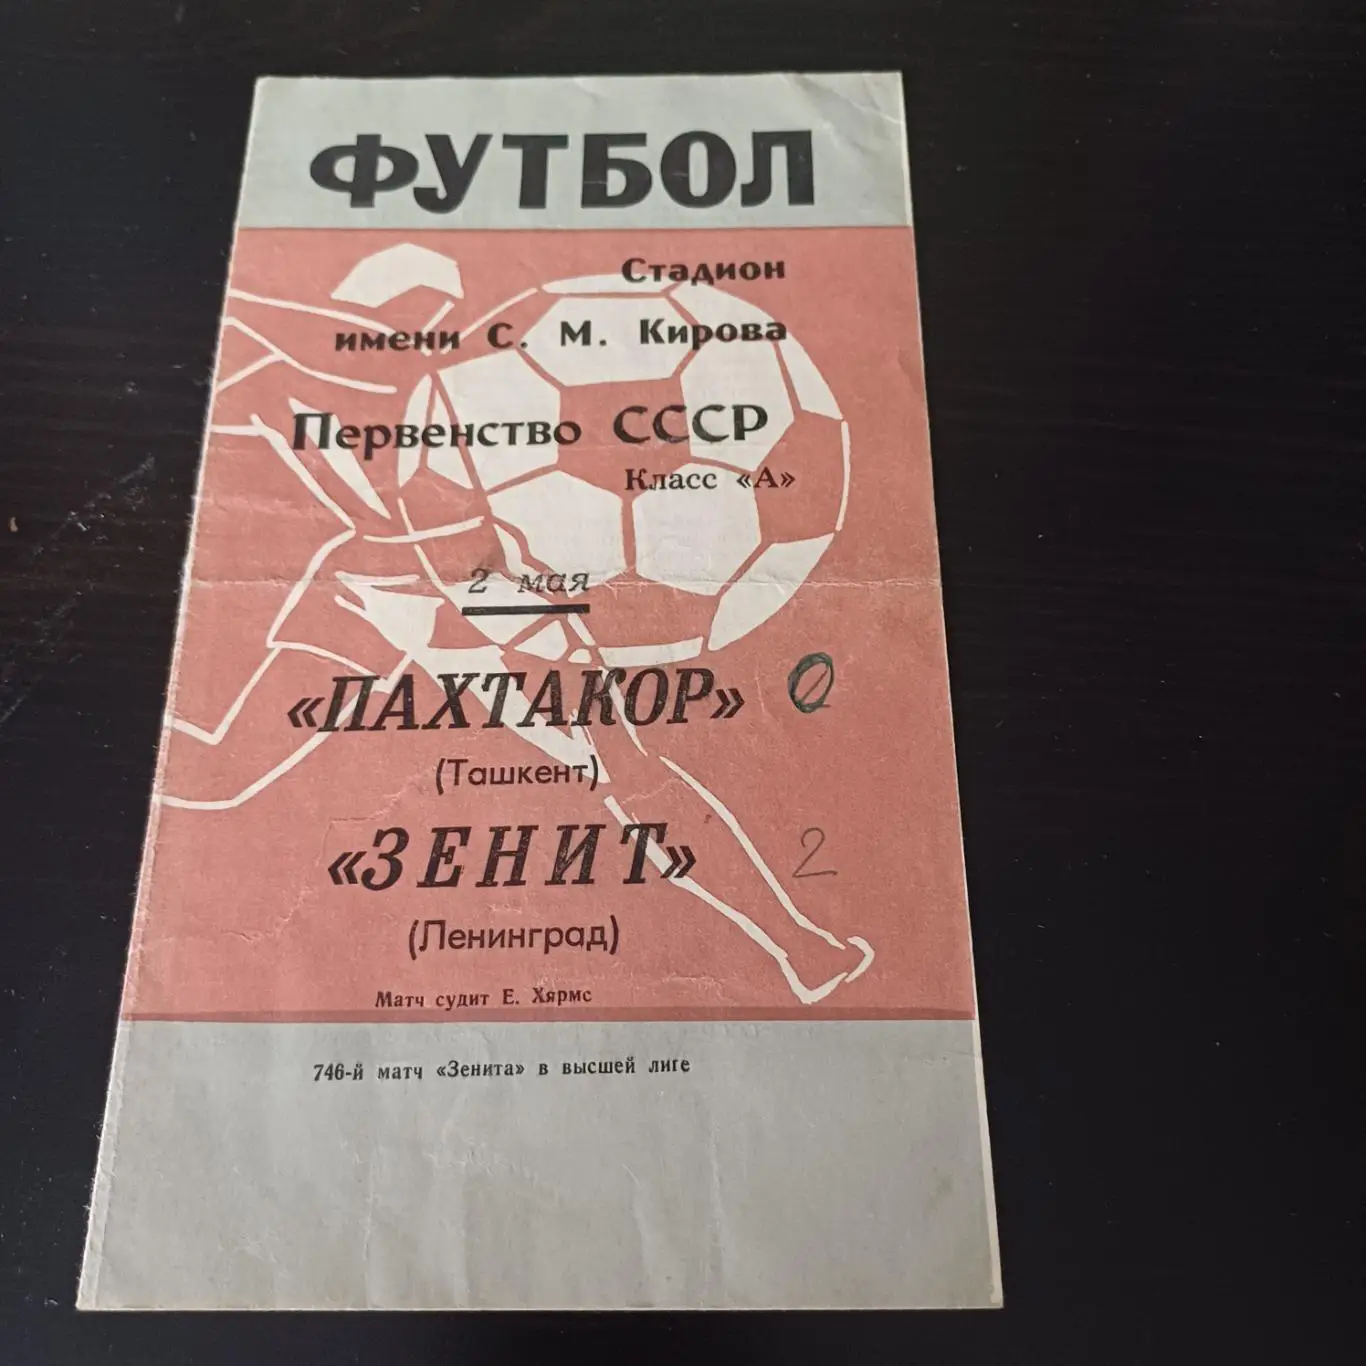 ФУТБОЛ
Стадион
имени С. М. Кирова
Первенство СССР
Класс «А»
2 мая
«ПАХТАКОР» 0
(Ташкент)
«ЗЕНИТ» 2
(Ленинград)
Матч судит Е. Хярмс
746-й матч «Зенита» в высшей лиге